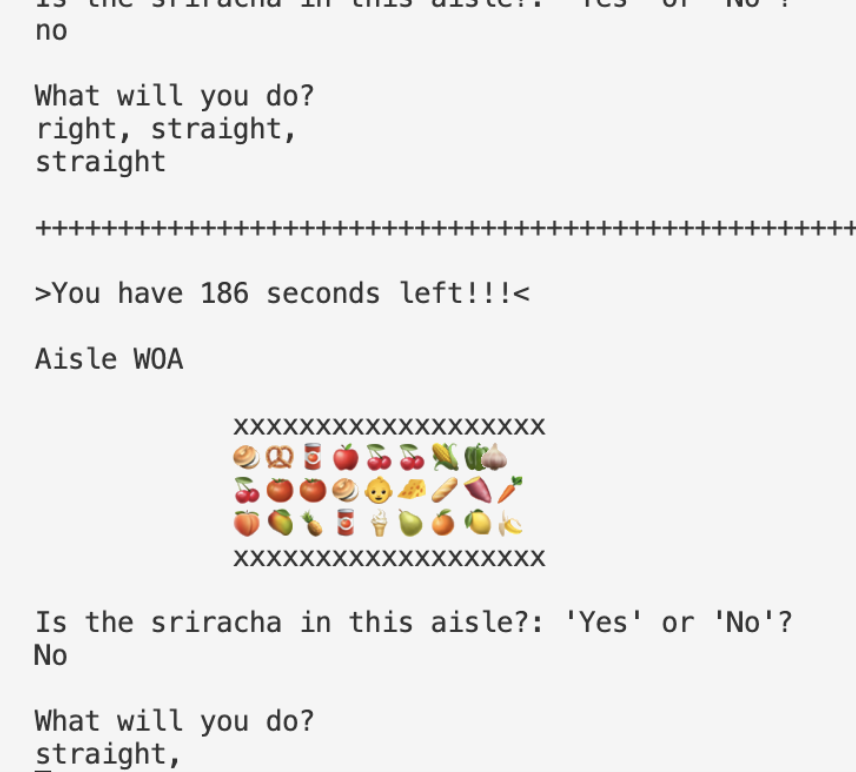 Is the sriracha in this aisle?: 'Yes' or 'No'?
no
What will you do?
right, straight,
straight
++++++++++++++++++++++++++++++++++++++++++++++++++
>You have 186 seconds left!!!<
Aisle WOA
xxxxxxxxxxxxxxxxxxx
xxxxxxxxxxxxxxxxxxx
Is the sriracha in this aisle?: 'Yes' or 'No'?
No
What will you do?
straight,